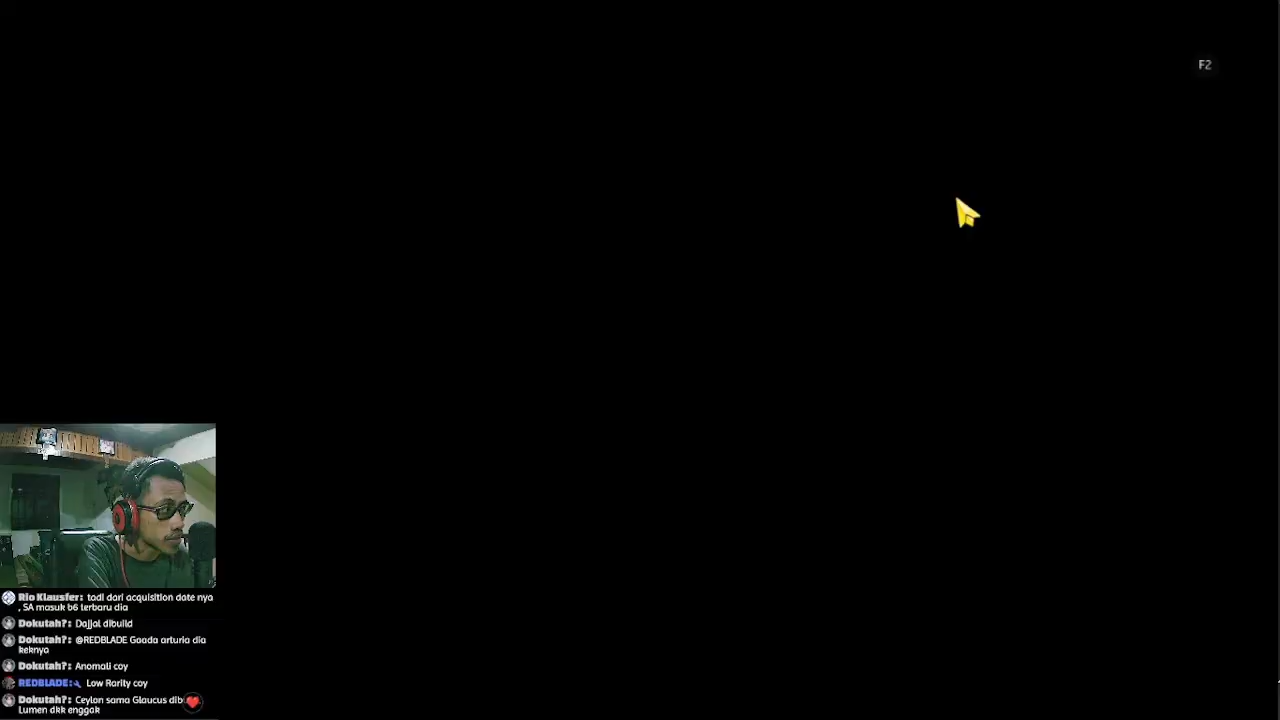 F2
Rio Klausfer: tadi dari acquisition date nya
, SA masuk b6 terbaru dia
Dokutah?: Dajjal dibuild
Dokutah?: @REDBLADE Gaada arturia dia
keknya
Dokutah?: Anomali coy
REDBLADE: Low Rarity coy
Dokutah?: Ceylon sama Glaucus dib
Lumen dkk enggak